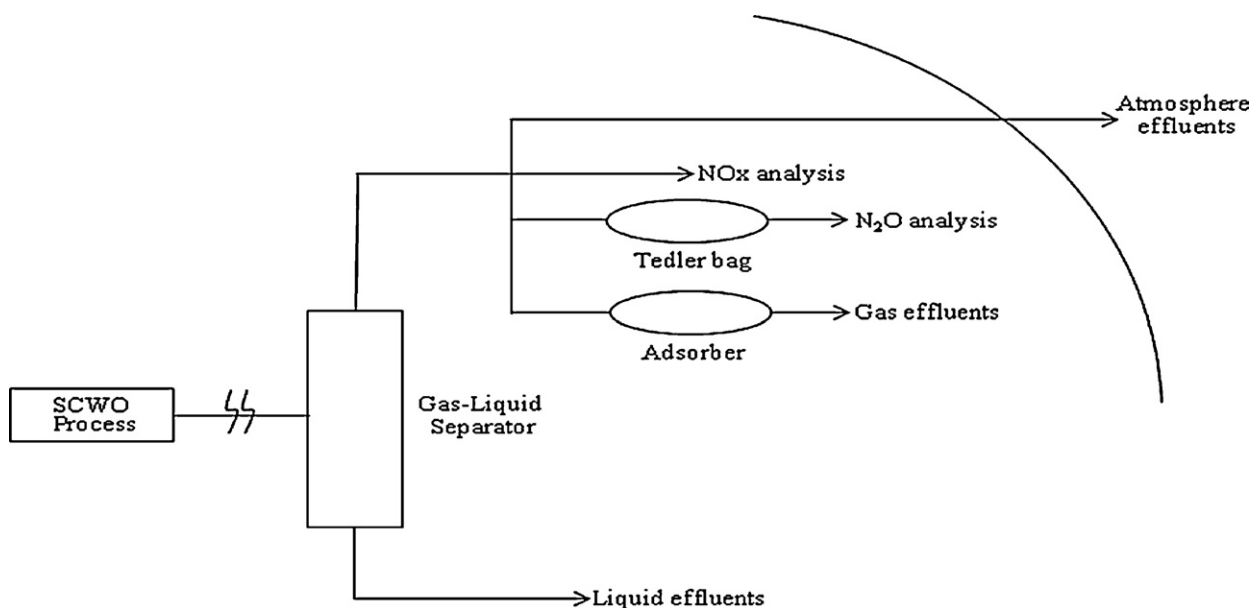 Atmosphere
effluents
NOx analysis
N₂O analysis
Tedler bag
Gas effluents
Adsorber
SCWO
Process
Gas-Liquid
Separator
Liquid effluents